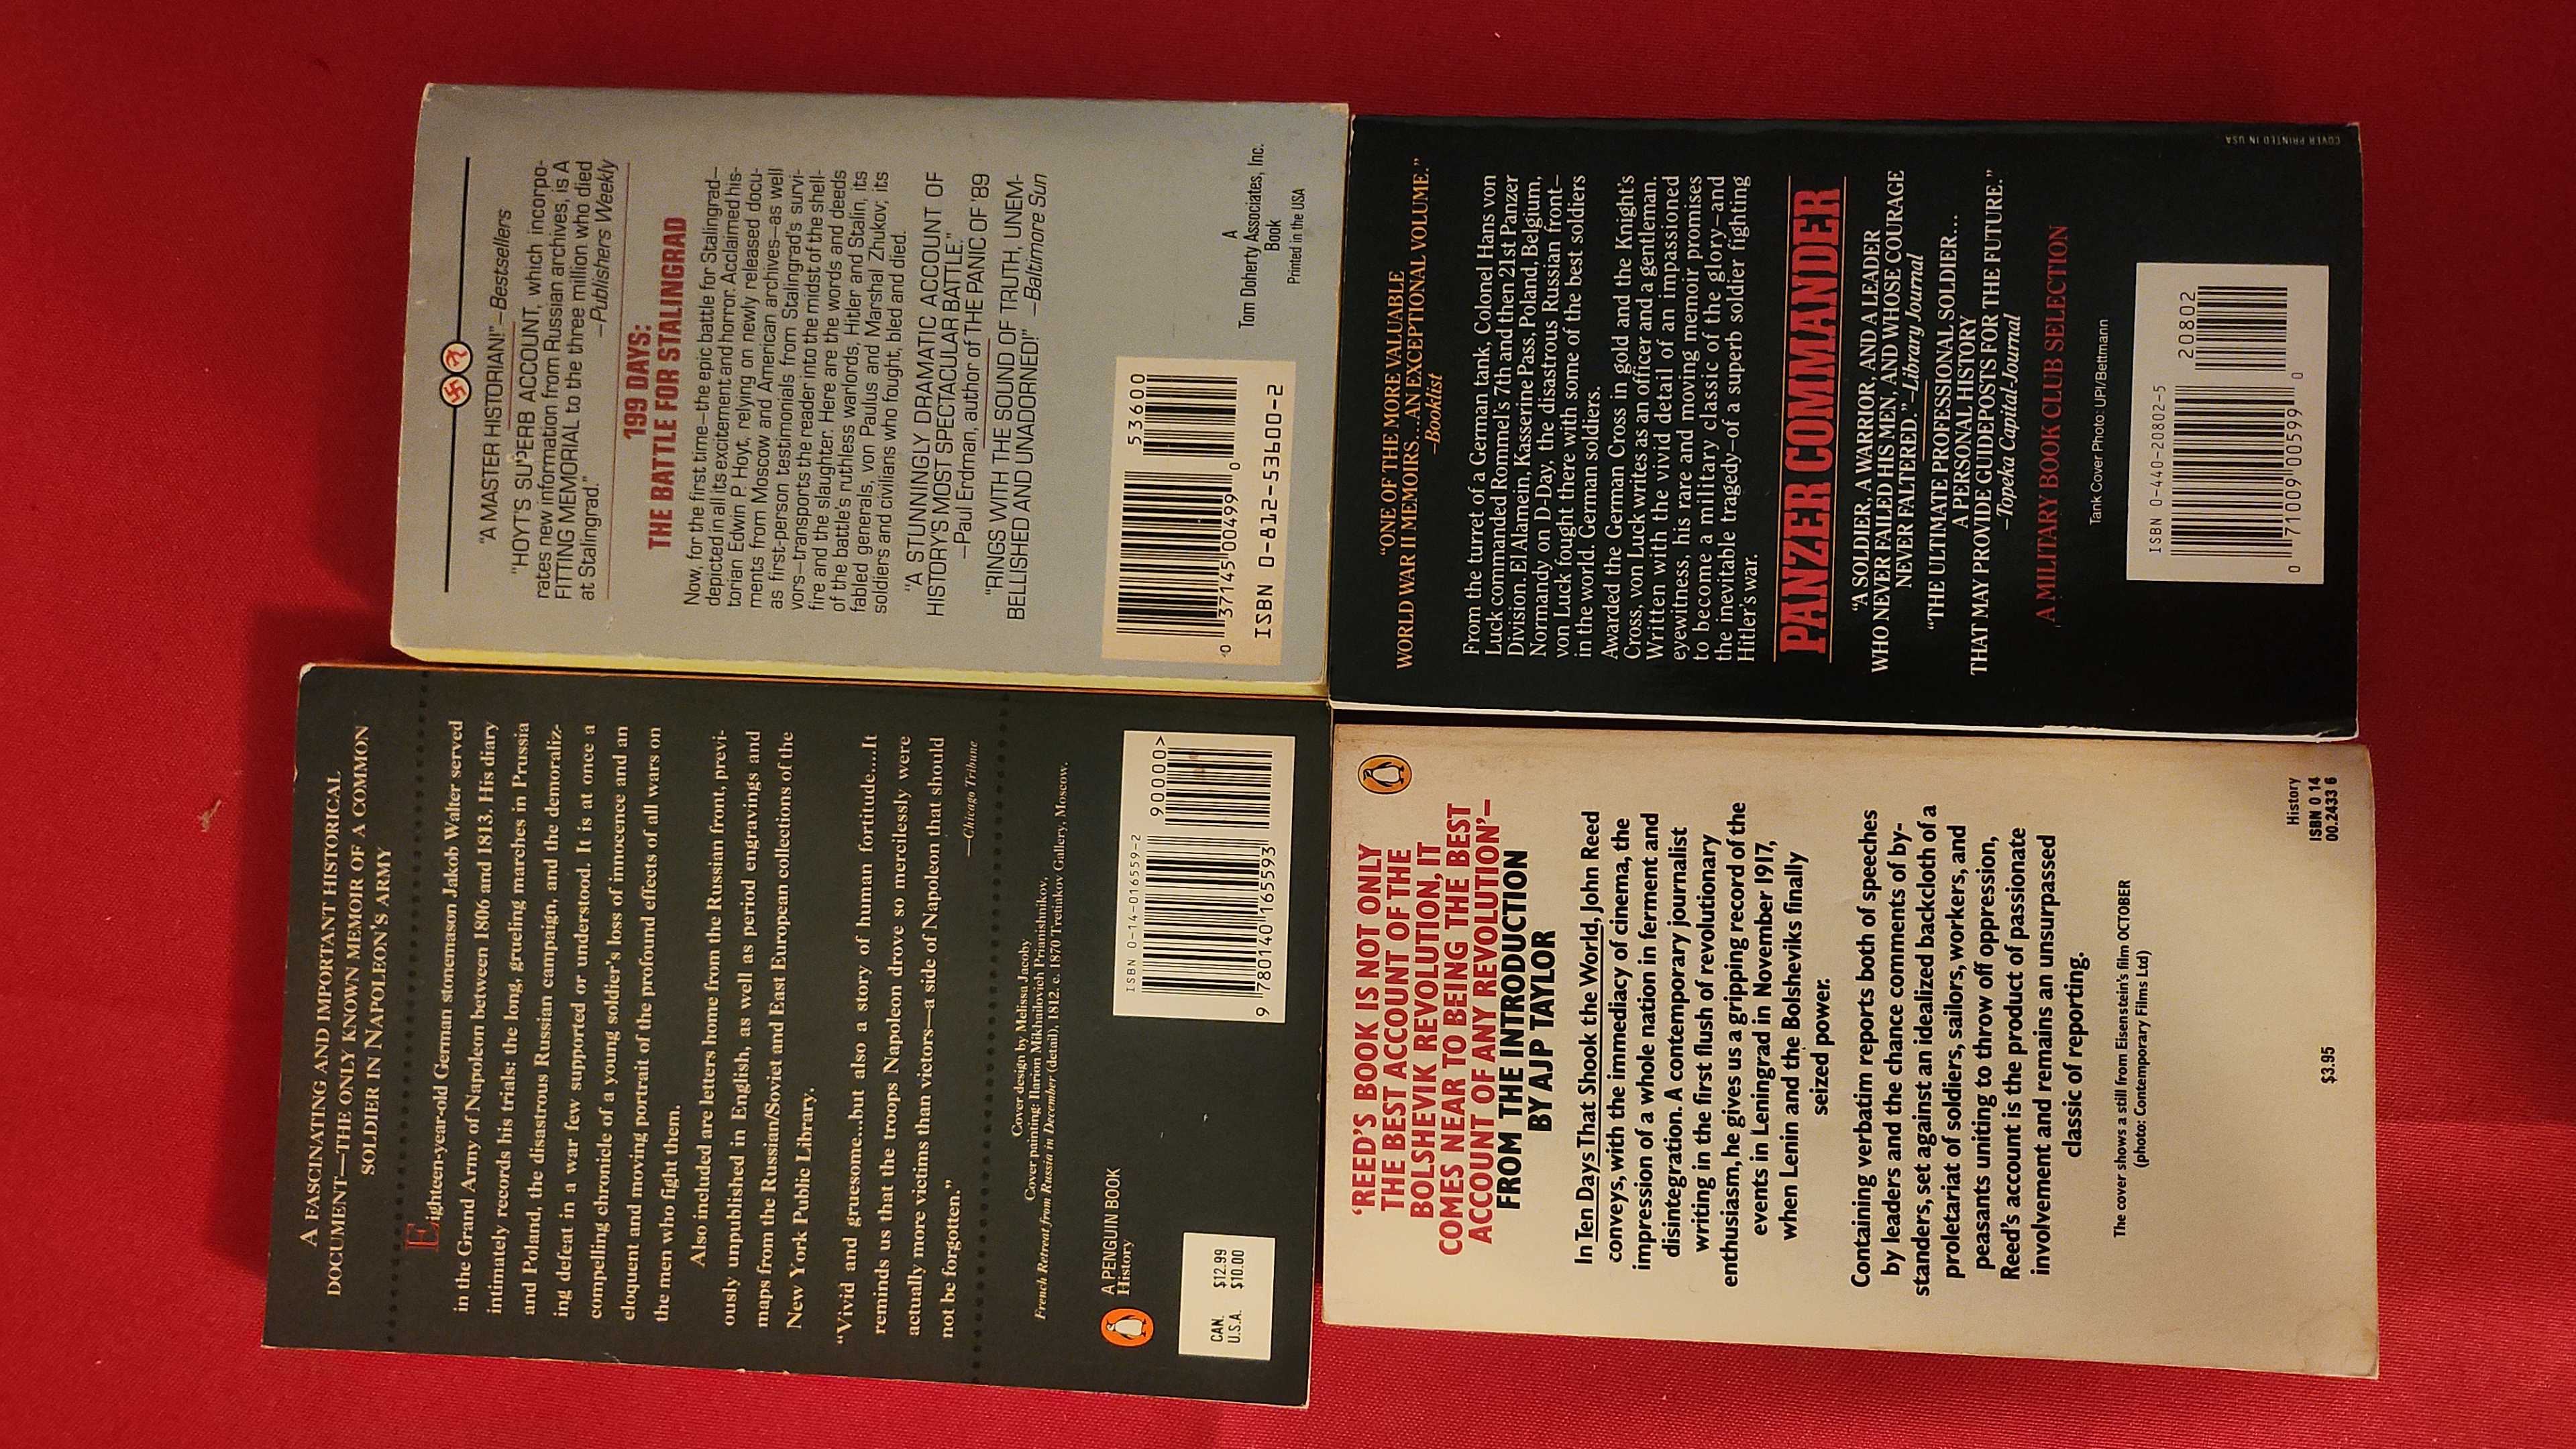 A FASCINATING AND IMPORTANT HISTORICAL
DOCUMENT—THE ONLY KNOWN MEMOIR OF A COMMON
SOLDIER IN NAPOLEON'S ARMY
Eighteen-year-old German stonemason Jakob Walter served
in the Grand Army of Napoleon between 1806 and 1813. His diary
intimately records his trials: the long, grueling marches in Prussia
and Poland, the disastrous Russian campaign, and the demoraliz-
ing defeat in a war few supported or understood. It is at once a
compelling chronicle of a young soldier's loss of innocence and an
eloquent and moving portrait of the profound effects of all wars on
the men who fight them.
Also included are letters home from the Russian front, previ-
ously unpublished in English, as well as period engravings and
maps from the Russian/Soviet and East European collections of the
New York Public Library.
"Vivid and gruesome...but also a story of human fortitude....It
reminds us that the troops Napoleon drove so mercilessly were
actually more victims than victors—a side of Napoleon that should
not be forgotten."
—Chicago Tribune
Cover design by Melissa Jacoby
Cover painting: Ilarion Mikhailovich Prianishnikov,
French Retreat from Russia in December (detail), 1812. c. 1870 Tretiakov Gallery, Moscow.
A PENGUIN BOOK
History
CAN. $12.99
U.S.A. $10.00
ISBN 0-14-016559-2
90000>
9 780140 165593
"A MASTER HISTORIAN!"—Bestsellers
"HOYT'S SUPERB ACCOUNT, which incorpo-
rates new information from Russian archives, is A
FITTING MEMORIAL to the three million who died
at Stalingrad."
—Publishers Weekly
199 DAYS:
THE BATTLE FOR STALINGRAD
Now, for the first time—the epic battle for Stalingrad—
depicted in all its excitement and horror. Acclaimed his-
torian Edwin P. Hoyt, relying on newly released docu-
ments from Moscow and American archives—as well
as first-person testimonials from Stalingrad's survi-
vors—transports the reader into the midst of the shell-
fire and the slaughter. Here are the words and deeds
of the battle's ruthless warlords, Hitler and Stalin, its
fabled generals, von Paulus and Marshal Zhukov; its
soldiers and civilians who fought, bled and died.
"A STUNNINGLY DRAMATIC ACCOUNT OF
HISTORY'S MOST SPECTACULAR BATTLE."
—Paul Erdman, author of THE PANIC OF '89
"RINGS WITH THE SOUND OF TRUTH, UNEM-
BELLISHED AND UNADORNED!" —Baltimore Sun
53600
0 37145 00499 0
ISBN 0-812-53600-2
A
Tom Doherty Associates, Inc.
Book
Printed in the USA
'REED'S BOOK IS NOT ONLY
THE BEST ACCOUNT OF THE
BOLSHEVIK REVOLUTION, IT
COMES NEAR TO BEING THE BEST
ACCOUNT OF ANY REVOLUTION'–
FROM THE INTRODUCTION
BY AJP TAYLOR
In Ten Days That Shook the World, John Reed
conveys, with the immediacy of cinema, the
impression of a whole nation in ferment and
disintegration. A contemporary journalist
writing in the first flush of revolutionary
enthusiasm, he gives us a gripping record of the
events in Leningrad in November 1917,
when Lenin and the Bolsheviks finally
seized power.
Containing verbatim reports both of speeches
by leaders and the chance comments of by-
standers, set against an idealized backcloth of a
proletariat of soldiers, sailors, workers, and
peasants uniting to throw off oppression,
Reed's account is the product of passionate
involvement and remains an unsurpassed
classic of reporting.
The cover shows a still from Eisenstein's film OCTOBER
(photo: Contemporary Films Ltd)
$3.95
History
ISBN 0 14
00.2433 6
"ONE OF THE MORE VALUABLE
WORLD WAR II MEMOIRS...AN EXCEPTIONAL VOLUME."
—Booklist
From the turret of a German tank, Colonel Hans von
Luck commanded Rommel's 7th and then 21st Panzer
Division. El Alamein, Kasserine Pass, Poland, Belgium,
Normandy on D-Day, the disastrous Russian front—
von Luck fought there with some of the best soldiers
in the world. German soldiers.
Awarded the German Cross in gold and the Knight's
Cross, von Luck writes as an officer and a gentleman.
Written with the vivid detail of an impassioned
eyewitness, his rare and moving memoir promises
to become a military classic of the glory—and
the inevitable tragedy—of a superb soldier fighting
Hitler's war.
PANZER COMMANDER
"A SOLDIER, A WARRIOR, AND A LEADER
WHO NEVER FAILED HIS MEN, AND WHOSE COURAGE
NEVER FALTERED."—Library Journal
"THE ULTIMATE PROFESSIONAL SOLDIER...
A PERSONAL HISTORY
THAT MAY PROVIDE GUIDEPOSTS FOR THE FUTURE."
—Topeka Capital-Journal
A MILITARY BOOK CLUB SELECTION
Tank Cover Photo: UPI/Bettmann
ISBN 0-440-20802-5
20802
0 71009 00599 0
COVER PRINTED IN USA